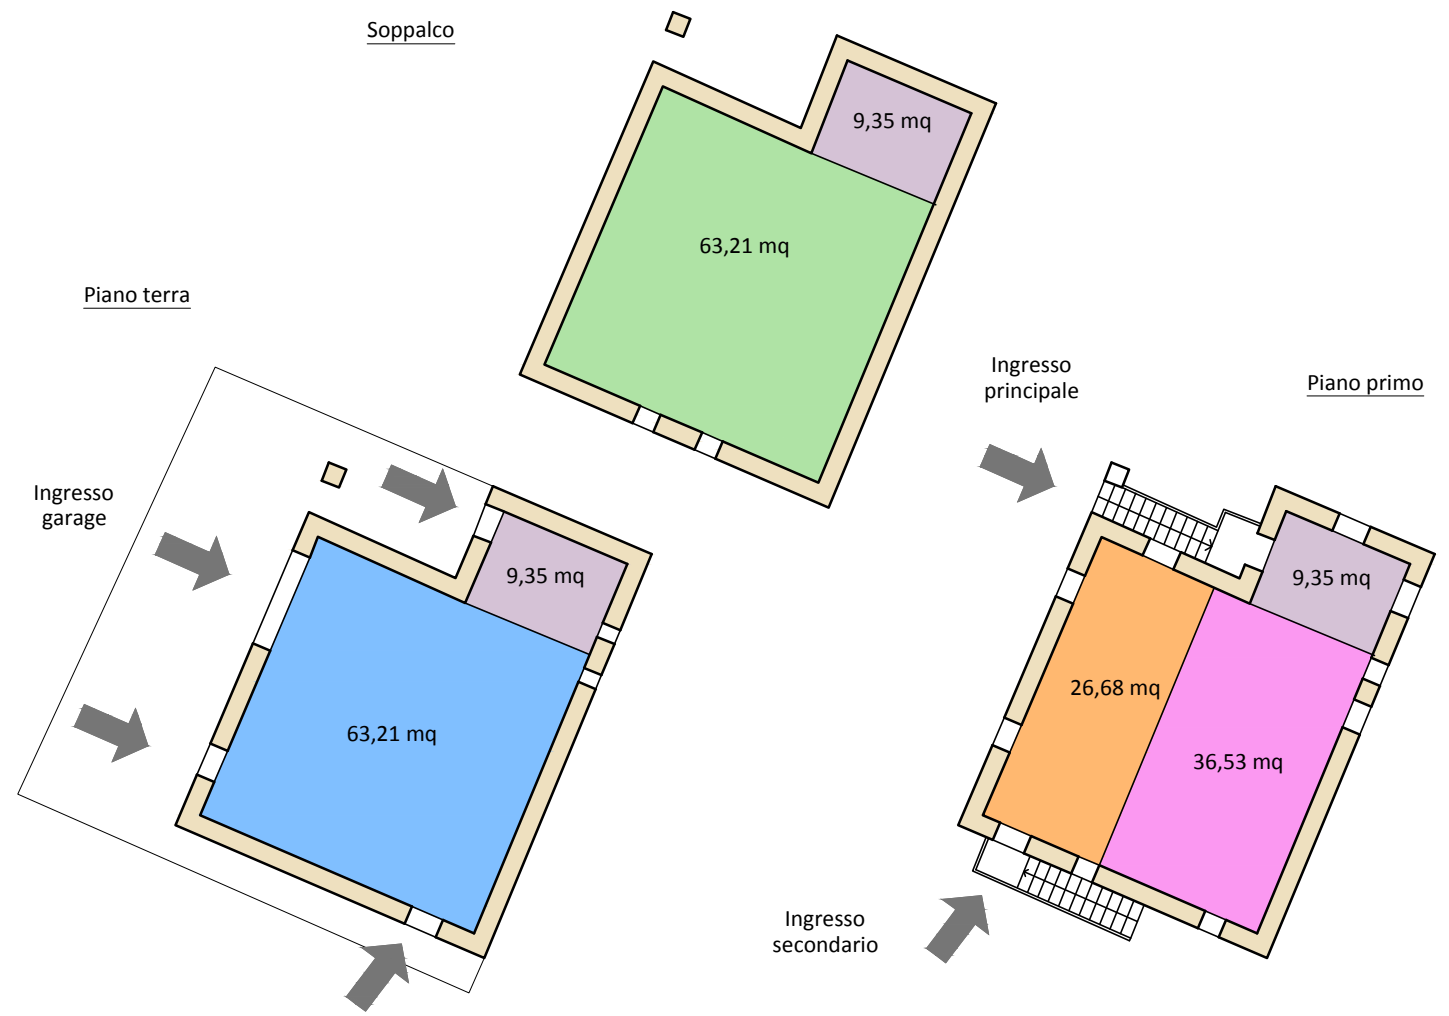 Soppalco
9,35 mq
63,21 mq
Piano terra
Ingresso
garage
9,35 mq
63,21 mq
Ingresso
principale
Piano primo
9,35 mq
26,68 mq
36,53 mq
Ingresso
secondario